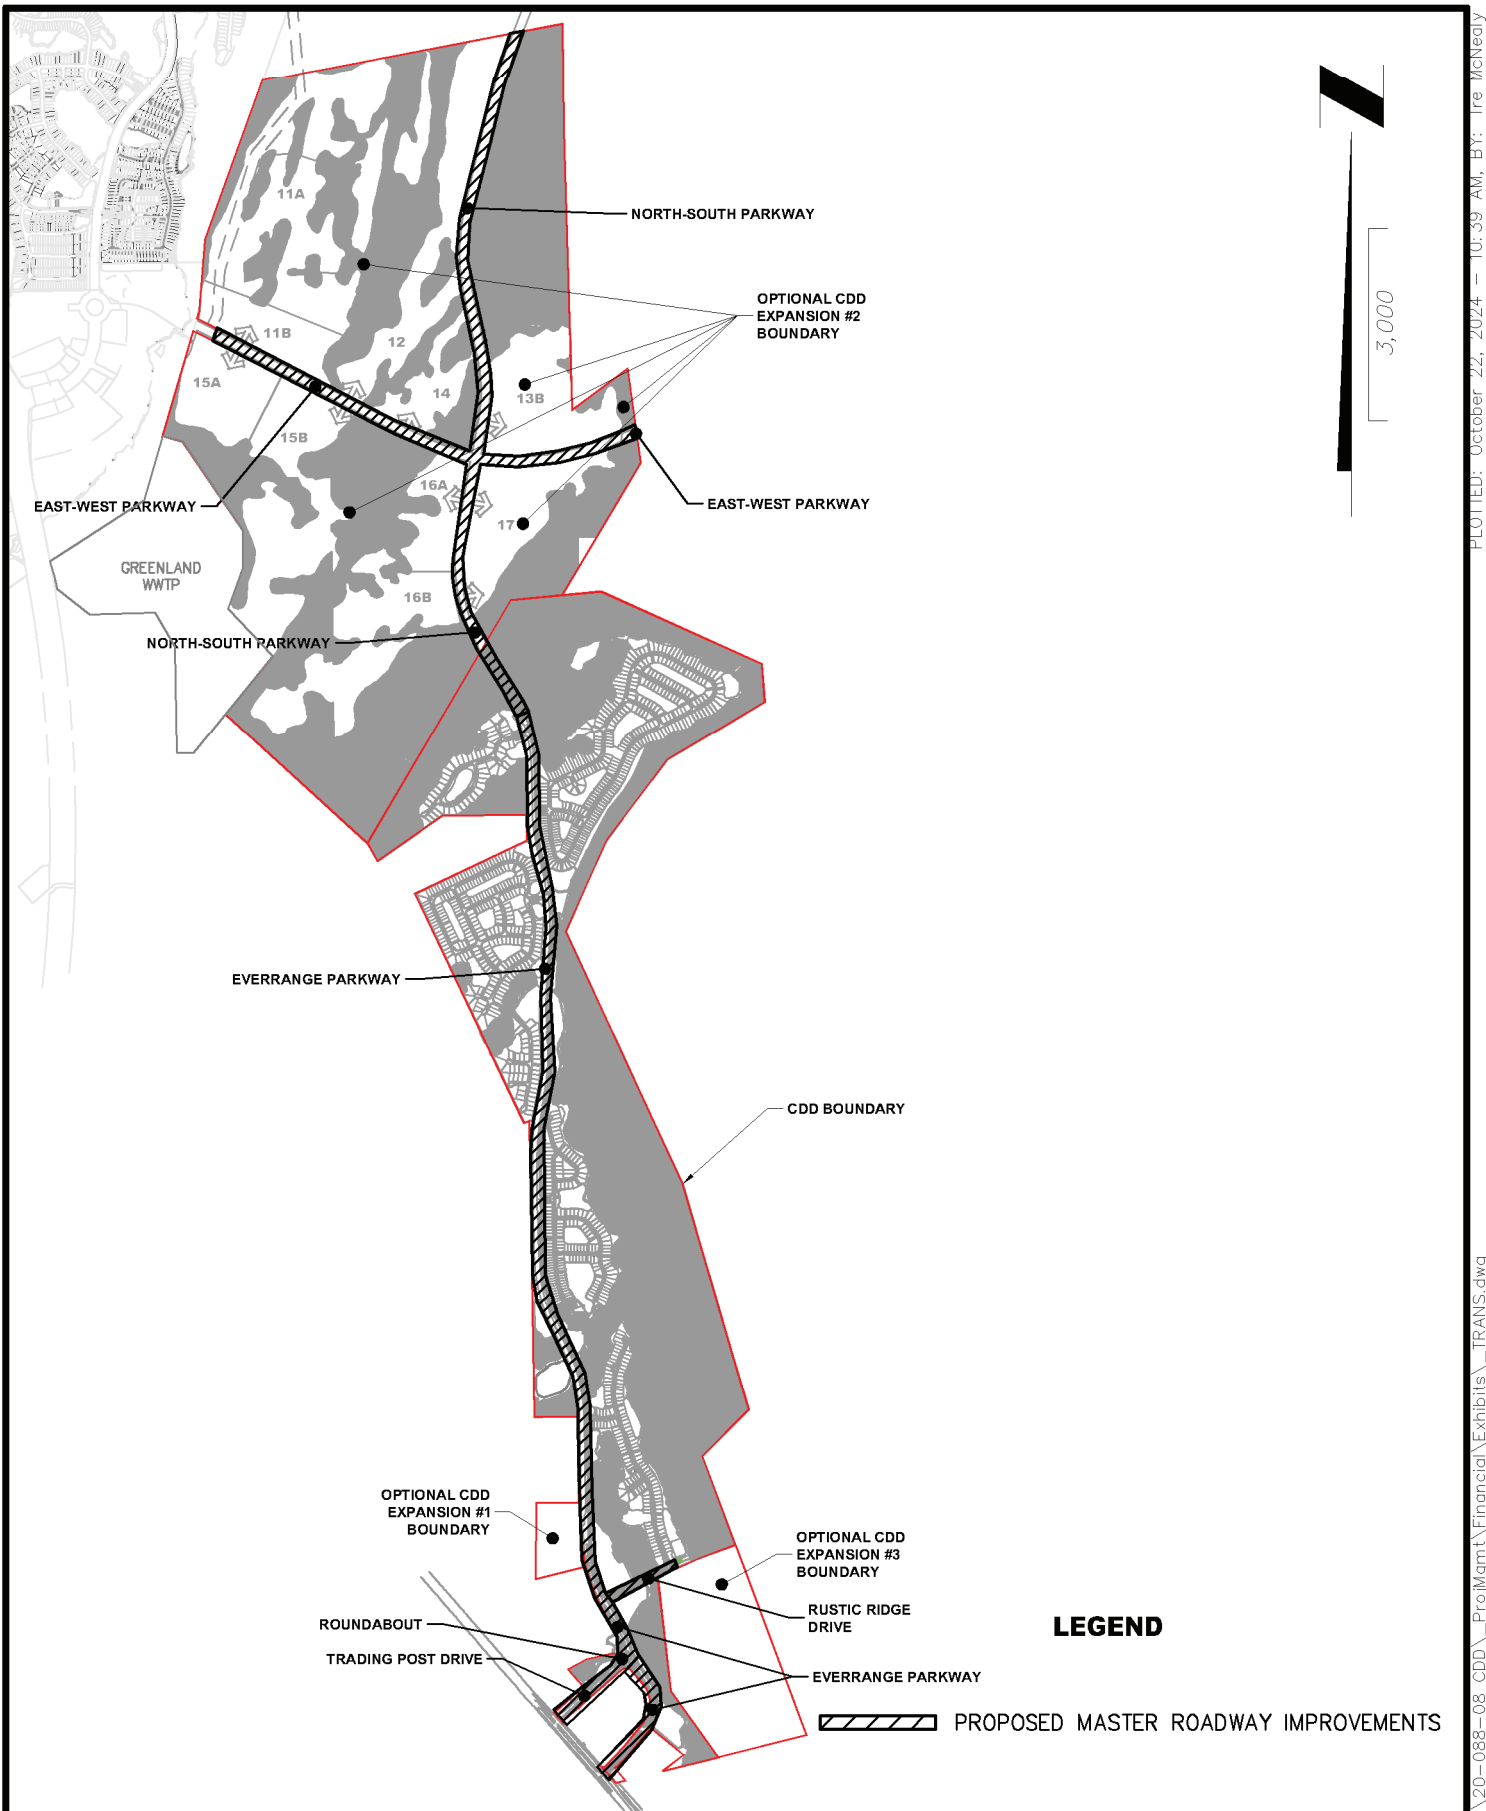 11A
NORTH-SOUTH PARKWAY
OPTIONAL CDD
EXPANSION #2
BOUNDARY
11B
12
15A
14
13B
15B
16A
EAST-WEST PARKWAY
EAST-WEST PARKWAY
17
GREENLAND
WWTP
16B
NORTH-SOUTH PARKWAY
EVERRANGE PARKWAY
CDD BOUNDARY
OPTIONAL CDD
EXPANSION #1
BOUNDARY
OPTIONAL CDD
EXPANSION #3
BOUNDARY
RUSTIC RIDGE
DRIVE
ROUNDABOUT
TRADING POST DRIVE
EVERRANGE PARKWAY
LEGEND
PROPOSED MASTER ROADWAY IMPROVEMENTS
3,000
PLOTTED: October 22, 2024 - 10:39 AM, BY: Tre McNealy
\20-088-08 CDD\_ProjMgmt\Financial\Exhibits\_TRANS.dwg